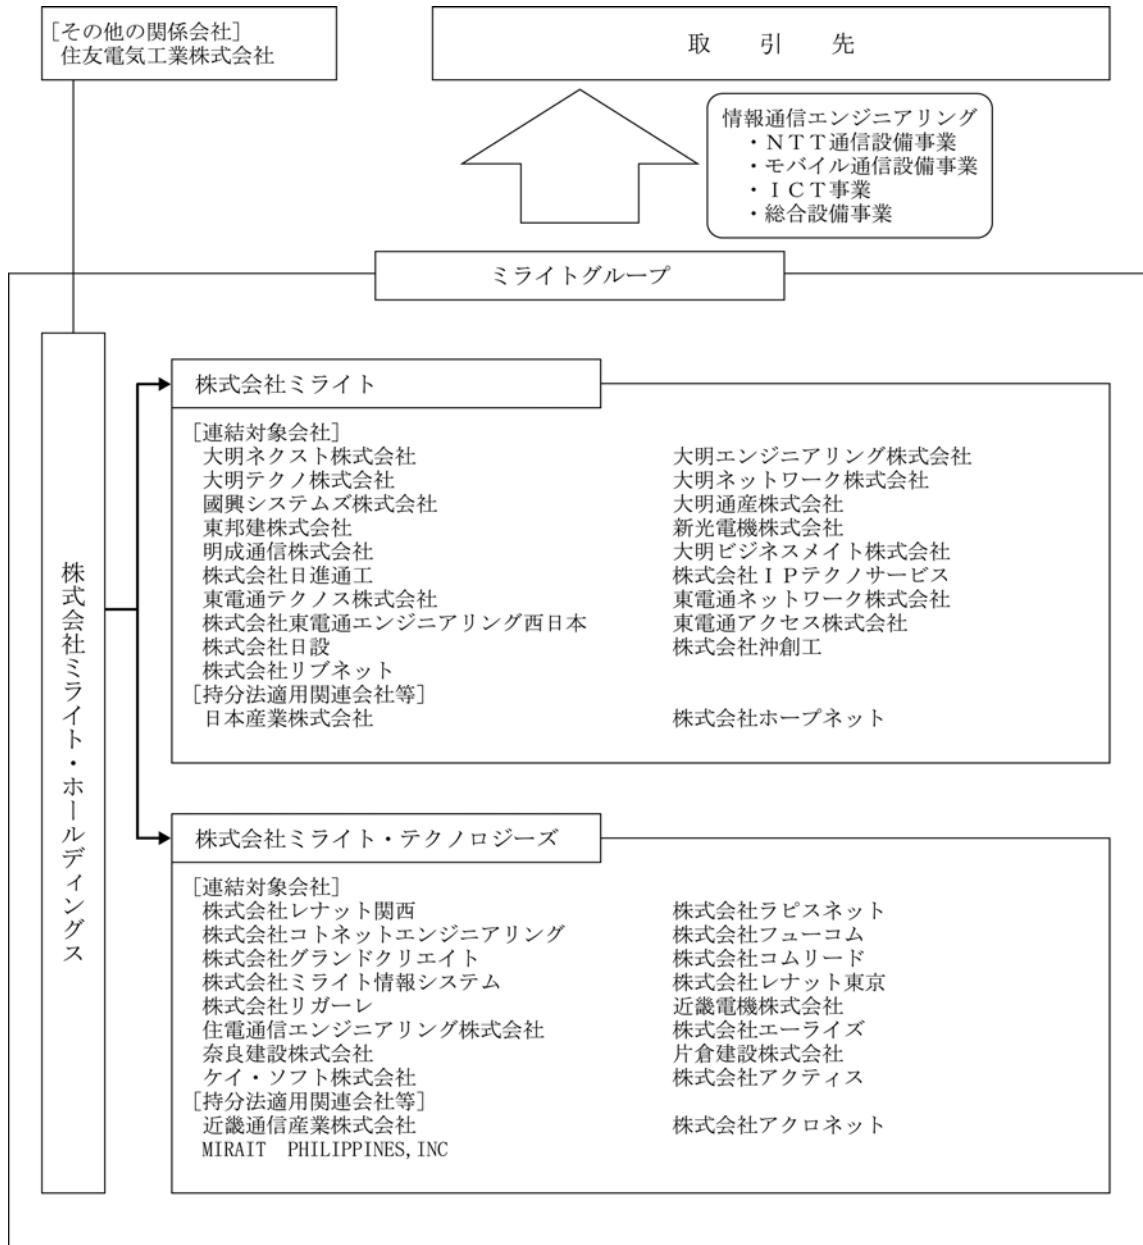 [その他の関係会社]
住友電気工業株式会社
取　引　先
情報通信エンジニアリング
・ＮＴＴ通信設備事業
・モバイル通信設備事業
・ＩＣＴ事業
・総合設備事業
ミライトグループ
株式会社ミライト・ホールディングス
株式会社ミライト
[連結対象会社]
大明ネクスト株式会社　大明エンジニアリング株式会社
大明テクノ株式会社　大明ネットワーク株式会社
國興システムズ株式会社　大明通産株式会社
東邦建株式会社　新光電機株式会社
明成通信株式会社　大明ビジネスメイト株式会社
株式会社日進通工　株式会社ＩＰテクノサービス
東電通テクノス株式会社　東電通ネットワーク株式会社
株式会社東電通エンジニアリング西日本　東電通アクセス株式会社
株式会社日設　株式会社沖創工
株式会社リブネット
[持分法適用関連会社等]
日本産業株式会社　株式会社ホープネット
株式会社ミライト・テクノロジーズ
[連結対象会社]
株式会社レナット関西　株式会社ラピスネット
株式会社コトネットエンジニアリング　株式会社フューコム
株式会社グランドクリエイト　株式会社コムリード
株式会社ミライト情報システム　株式会社レナット東京
株式会社リガーレ　近畿電機株式会社
住電通信エンジニアリング株式会社　株式会社エーライズ
奈良建設株式会社　片倉建設株式会社
ケイ・ソフト株式会社　株式会社アクティス
[持分法適用関連会社等]
近畿通信産業株式会社　株式会社アクロネット
MIRAIT　PHILIPPINES,INC